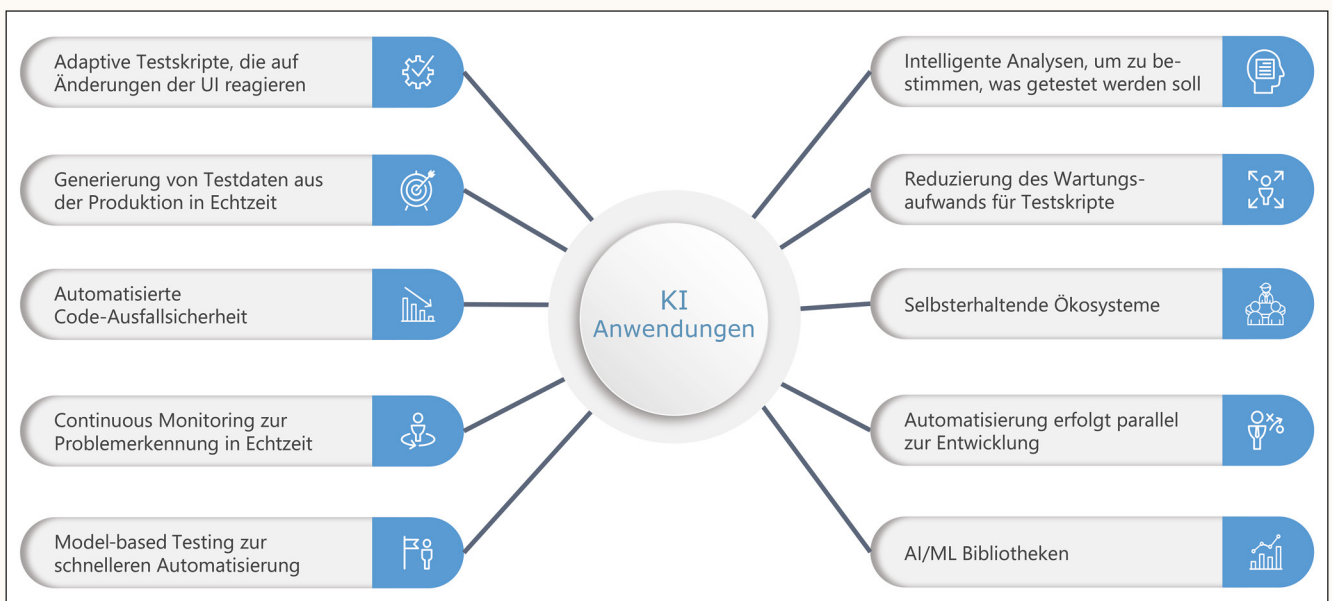 Adaptive Testskripte, die auf
Änderungen der UI reagieren
Generierung von Testdaten aus
der Produktion in Echtzeit
Automatisierte
Code-Ausfallsicherheit
Continuous Monitoring zur
Problemerkennung in Echtzeit
Model-based Testing zur
schnelleren Automatisierung
KI
Anwendungen
Intelligente Analysen, um zu be-
stimmen, was getestet werden soll
Reduzierung des Wartungs-
aufwands für Testskripte
Selbsterhaltende Ökosysteme
Automatisierung erfolgt parallel
zur Entwicklung
AI/ML Bibliotheken